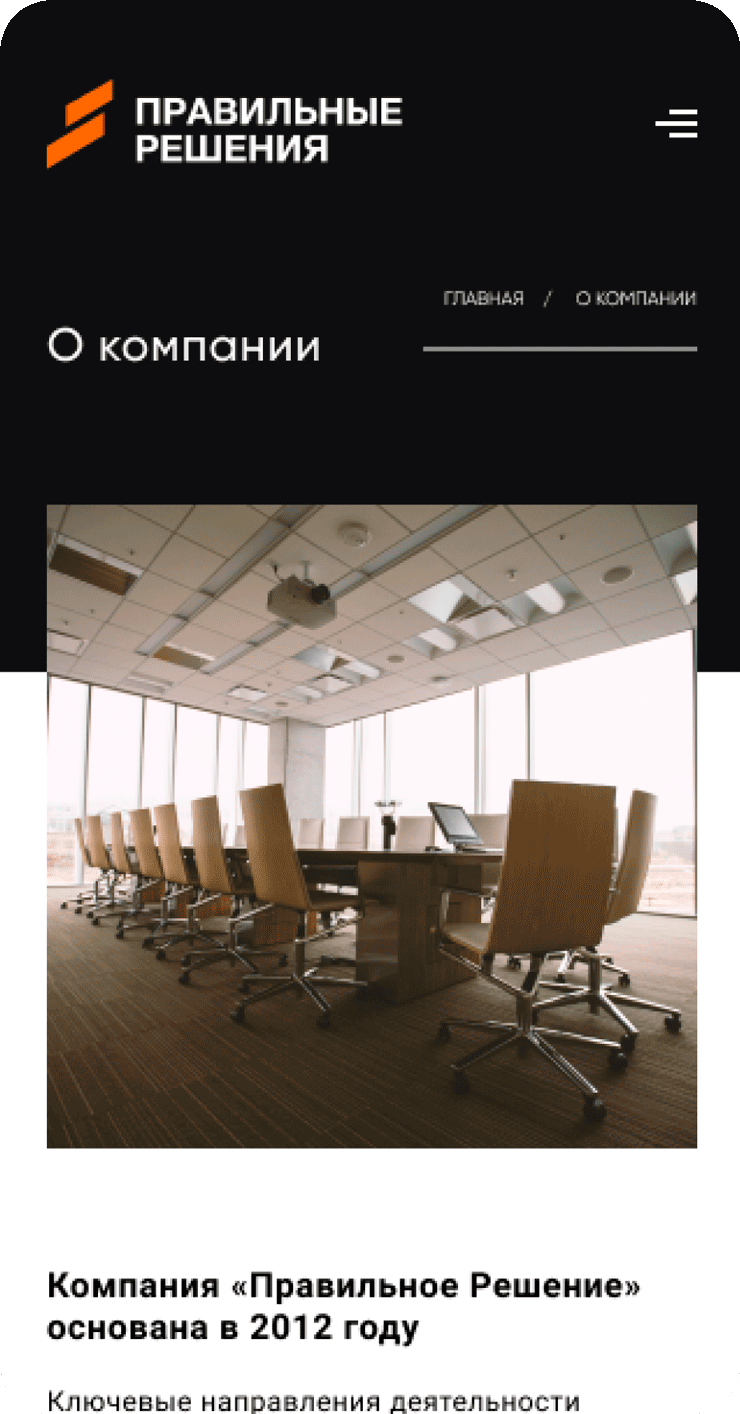 ПРАВИЛЬНЫЕ
РЕШЕНИЯ
ГЛАВНАЯ / О КОМПАНИИ
О компании
Компания «Правильное Решение»
основана в 2012 году
Ключевые направления деятельности